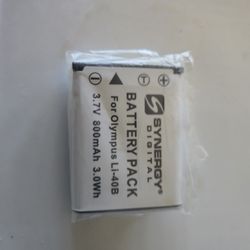 SYNERGY
DIGITAL
BATTERY PACK
For Olympus Li-40B
3.7V 800mAh 3.0Wh